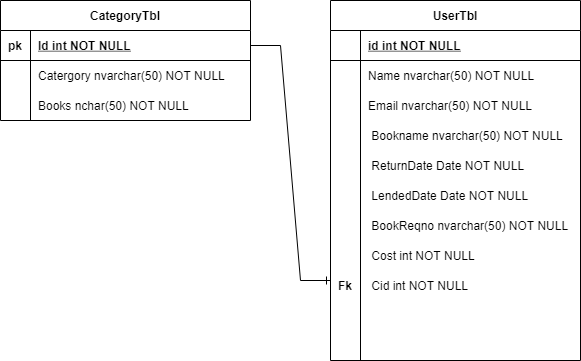 CategoryTbl
pk Id int NOT NULL
Catergory nvarchar(50) NOT NULL
Books nchar(50) NOT NULL
UserTbl
id int NOT NULL
Name nvarchar(50) NOT NULL
Email nvarchar(50) NOT NULL
Bookname nvarchar(50) NOT NULL
ReturnDate Date NOT NULL
LendedDate Date NOT NULL
BookReqno nvarchar(50) NOT NULL
Cost int NOT NULL
Fk Cid int NOT NULL